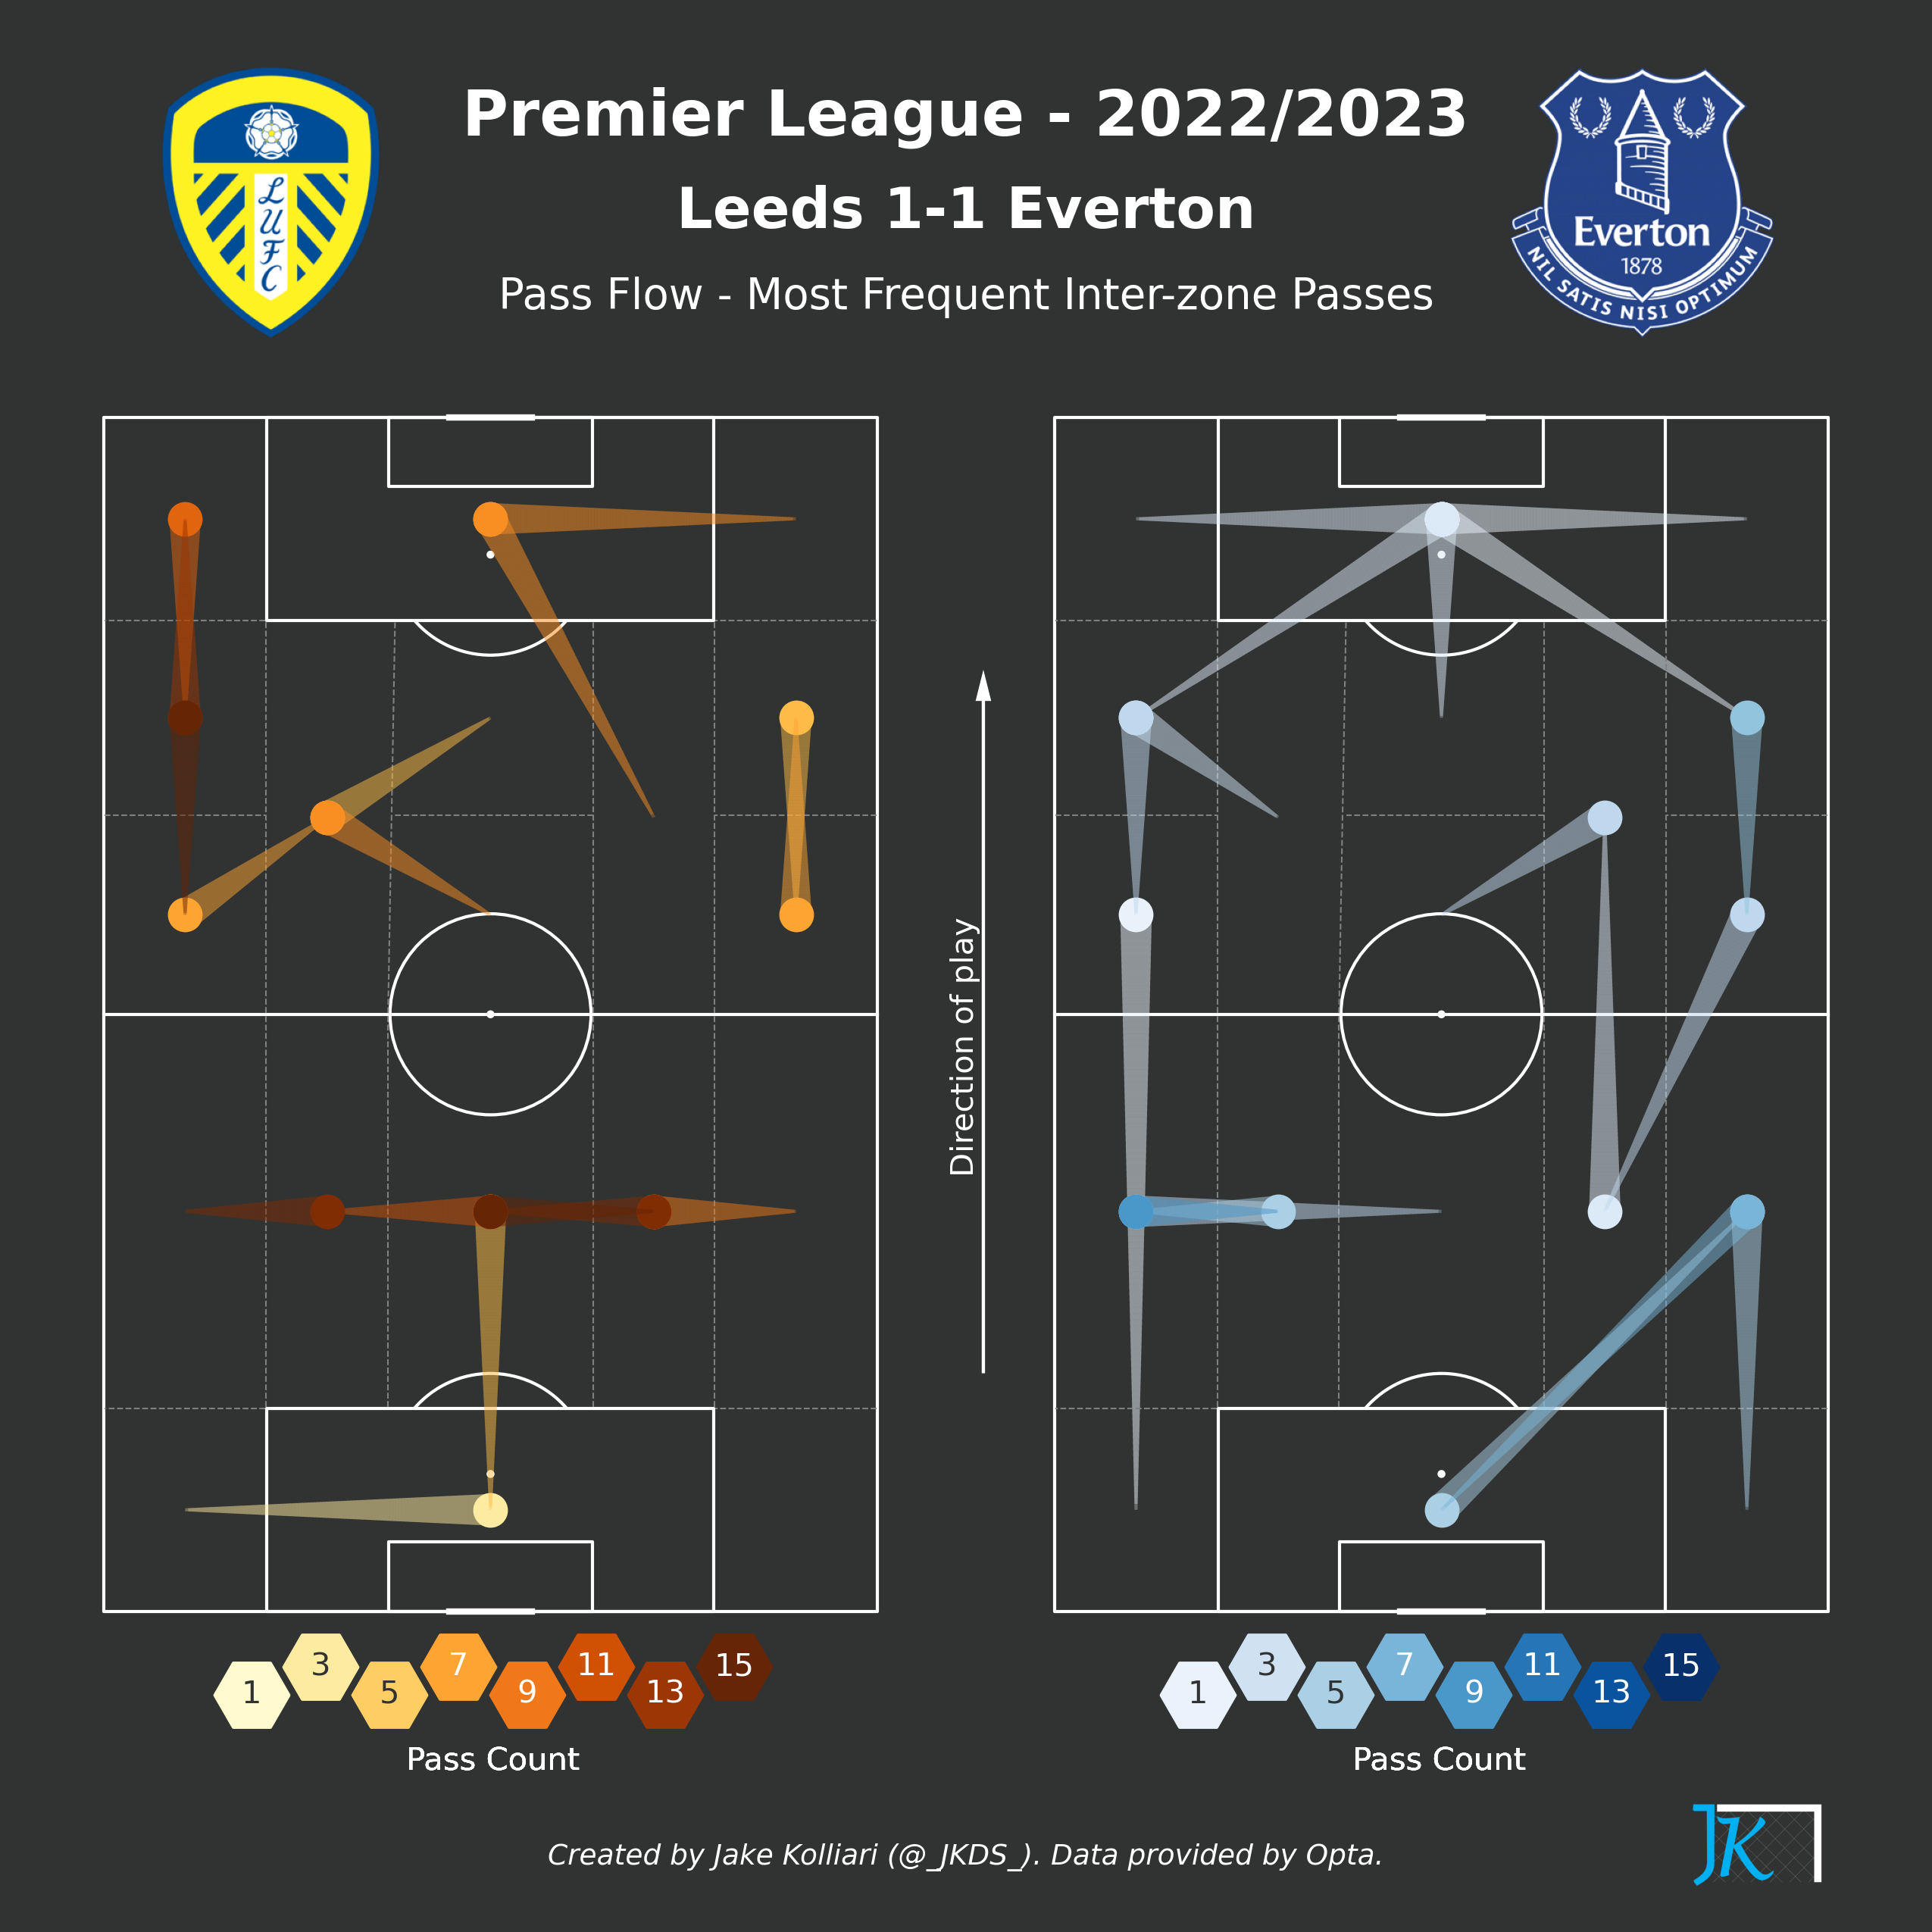 Premier League - 2022/2023
Leeds 1-1 Everton
Pass Flow - Most Frequent Inter-zone Passes
LUFC
Everton
1878
NIL SATIS NISI OPTIMUM
Direction of play
1 3 5 7 9 11 13 15
Pass Count
1 3 5 7 9 11 13 15
Pass Count
Created by Jake Kolliari (@_JKDS_). Data provided by Opta.
JK